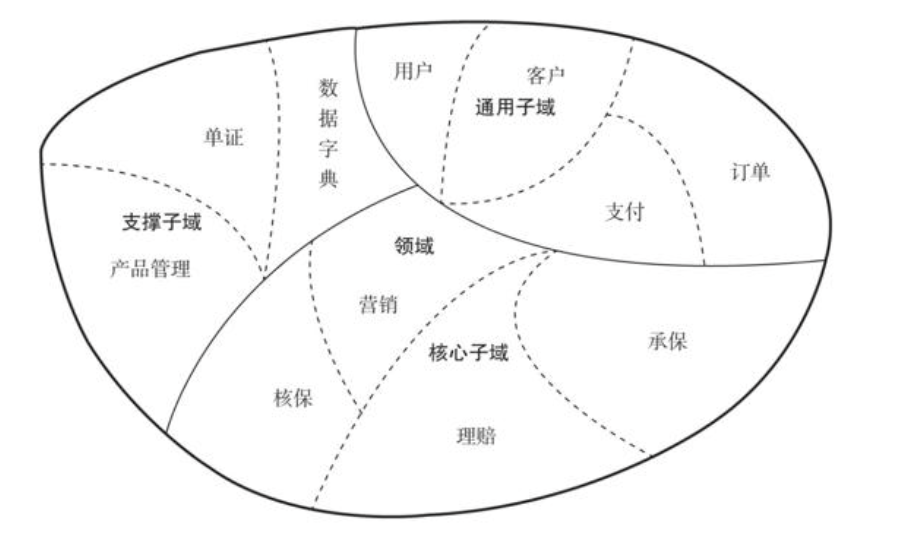 用户
客户
通用子域
数据字典
单证
订单
支付
支撑子域
产品管理
领域
营销
核心子域
承保
核保
理赔